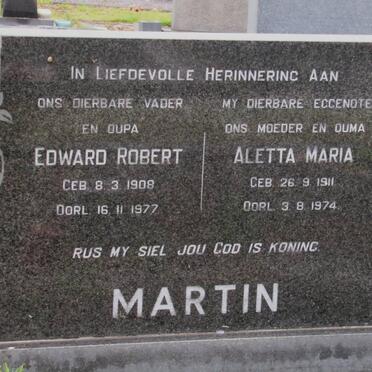 IN LIEFDEVOLLE HERINNERING AAN
ONS DIERBARE VADER
EN OUPA
EDWARD ROBERT
GEB. 8. 3. 1908
OORL. 16. 11. 1977
MY DIERBARE EGGENOTE
ONS MOEDER EN OUMA
ALETTA MARIA
GEB. 26. 9. 1911
OORL. 3. 8. 1974.
RUS MY SIEL JOU GOD IS KONING.
MARTIN